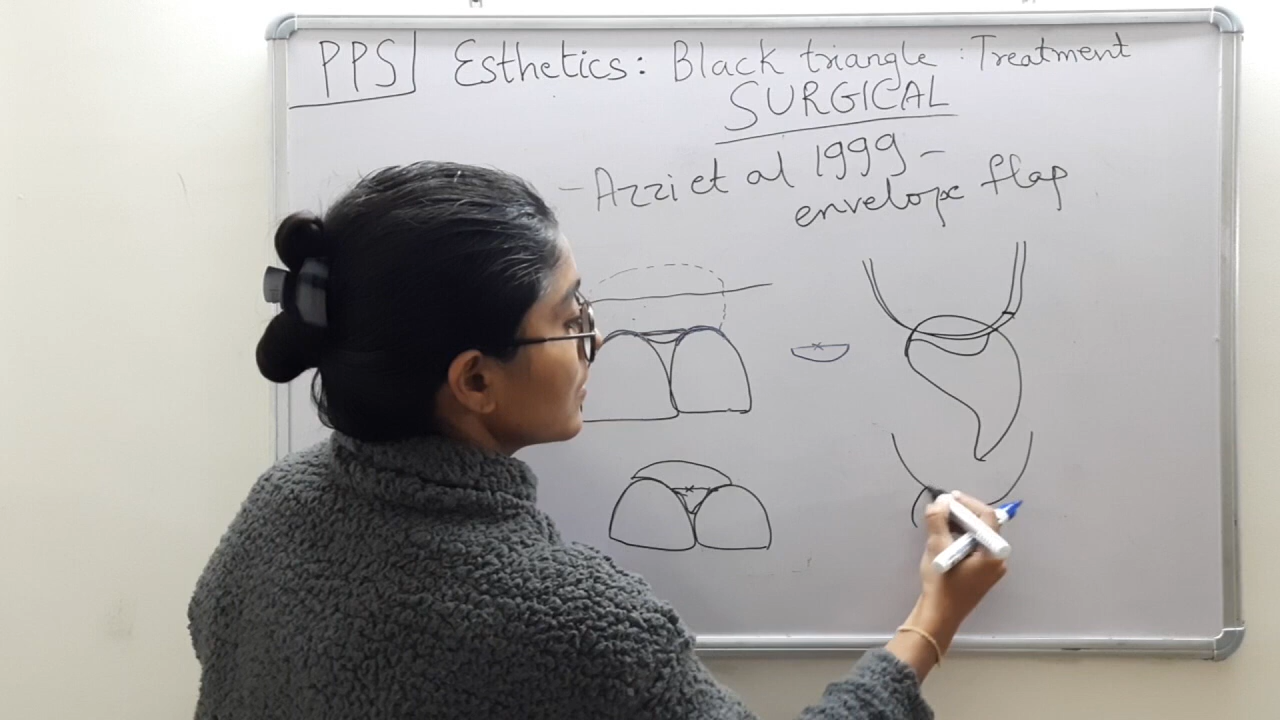 PPS Esthetics: Black triangle: Treatment
SURGICAL
- Azzi et al 1999 -
envelope flap